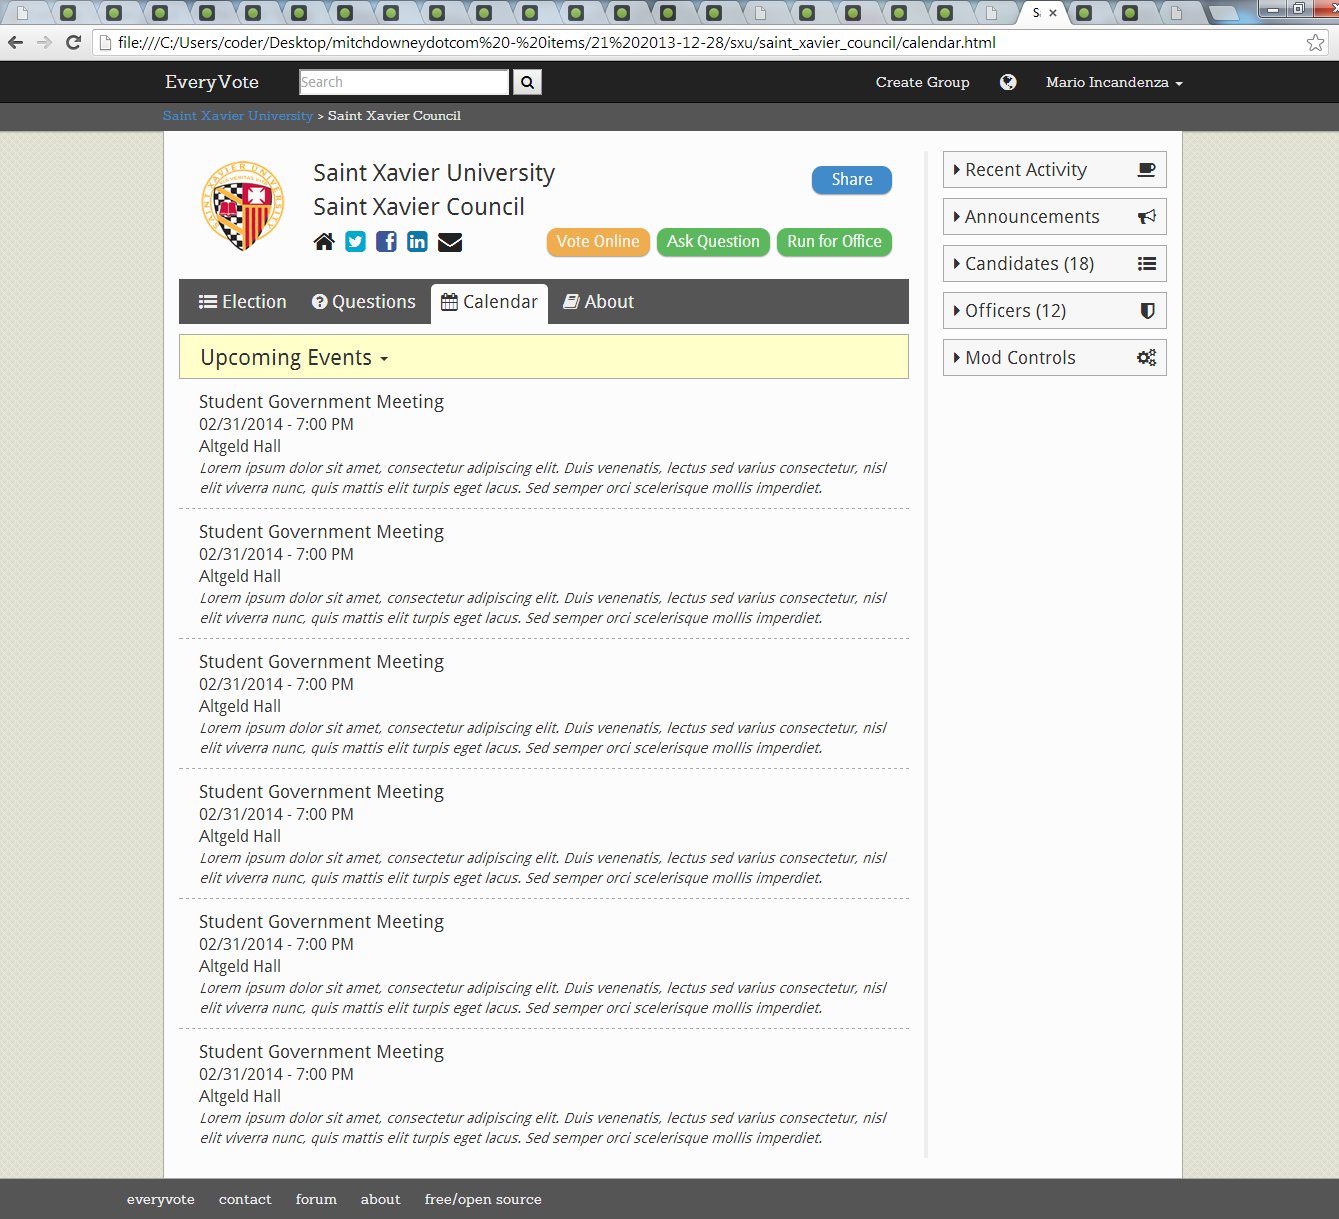 S
file:///C:/Users/coder/Desktop/mitchdowneydotcom%20-%20items/21%202013-12-28/sxu/saint_xavier_council/calendar.html
EveryVote
Search
Create Group
Mario Incandenza
Saint Xavier University > Saint Xavier Council
SAINT XAVIER UNIVERSITY
Saint Xavier University
Saint Xavier Council
Share
Vote Online
Ask Question
Run for Office
Election
Questions
Calendar
About
Upcoming Events
Student Government Meeting
02/31/2014 - 7:00 PM
Altgeld Hall
Lorem ipsum dolor sit amet, consectetur adipiscing elit. Duis venenatis, lectus sed varius consectetur, nisl
elit viverra nunc, quis mattis elit turpis eget lacus. Sed semper orci scelerisque mollis imperdiet.
Student Government Meeting
02/31/2014 - 7:00 PM
Altgeld Hall
Lorem ipsum dolor sit amet, consectetur adipiscing elit. Duis venenatis, lectus sed varius consectetur, nisl
elit viverra nunc, quis mattis elit turpis eget lacus. Sed semper orci scelerisque mollis imperdiet.
Student Government Meeting
02/31/2014 - 7:00 PM
Altgeld Hall
Lorem ipsum dolor sit amet, consectetur adipiscing elit. Duis venenatis, lectus sed varius consectetur, nisl
elit viverra nunc, quis mattis elit turpis eget lacus. Sed semper orci scelerisque mollis imperdiet.
Student Government Meeting
02/31/2014 - 7:00 PM
Altgeld Hall
Lorem ipsum dolor sit amet, consectetur adipiscing elit. Duis venenatis, lectus sed varius consectetur, nisl
elit viverra nunc, quis mattis elit turpis eget lacus. Sed semper orci scelerisque mollis imperdiet.
Student Government Meeting
02/31/2014 - 7:00 PM
Altgeld Hall
Lorem ipsum dolor sit amet, consectetur adipiscing elit. Duis venenatis, lectus sed varius consectetur, nisl
elit viverra nunc, quis mattis elit turpis eget lacus. Sed semper orci scelerisque mollis imperdiet.
Student Government Meeting
02/31/2014 - 7:00 PM
Altgeld Hall
Lorem ipsum dolor sit amet, consectetur adipiscing elit. Duis venenatis, lectus sed varius consectetur, nisl
elit viverra nunc, quis mattis elit turpis eget lacus. Sed semper orci scelerisque mollis imperdiet.
Recent Activity
Announcements
Candidates (18)
Officers (12)
Mod Controls
everyvote
contact
forum
about
free/open source